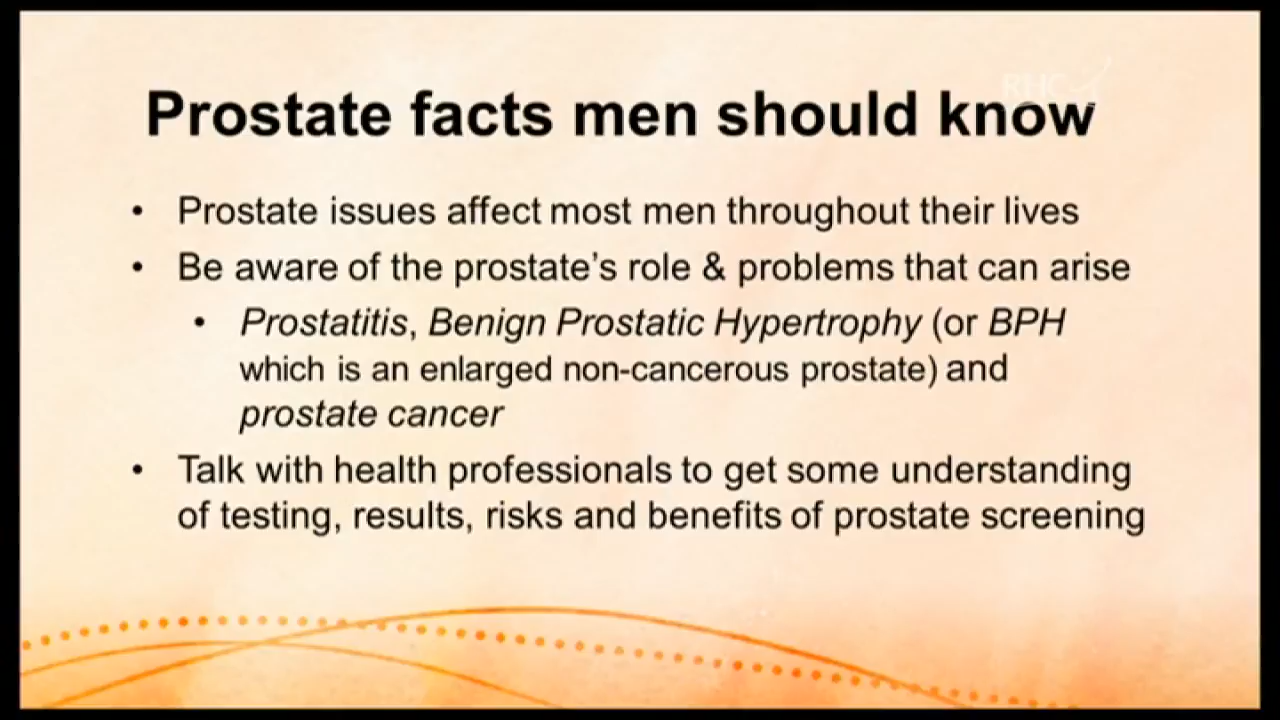 RHC
Prostate facts men should know
• Prostate issues affect most men throughout their lives
• Be aware of the prostate’s role & problems that can arise
• Prostatitis, Benign Prostatic Hypertrophy (or BPH
which is an enlarged non-cancerous prostate) and
prostate cancer
• Talk with health professionals to get some understanding
of testing, results, risks and benefits of prostate screening